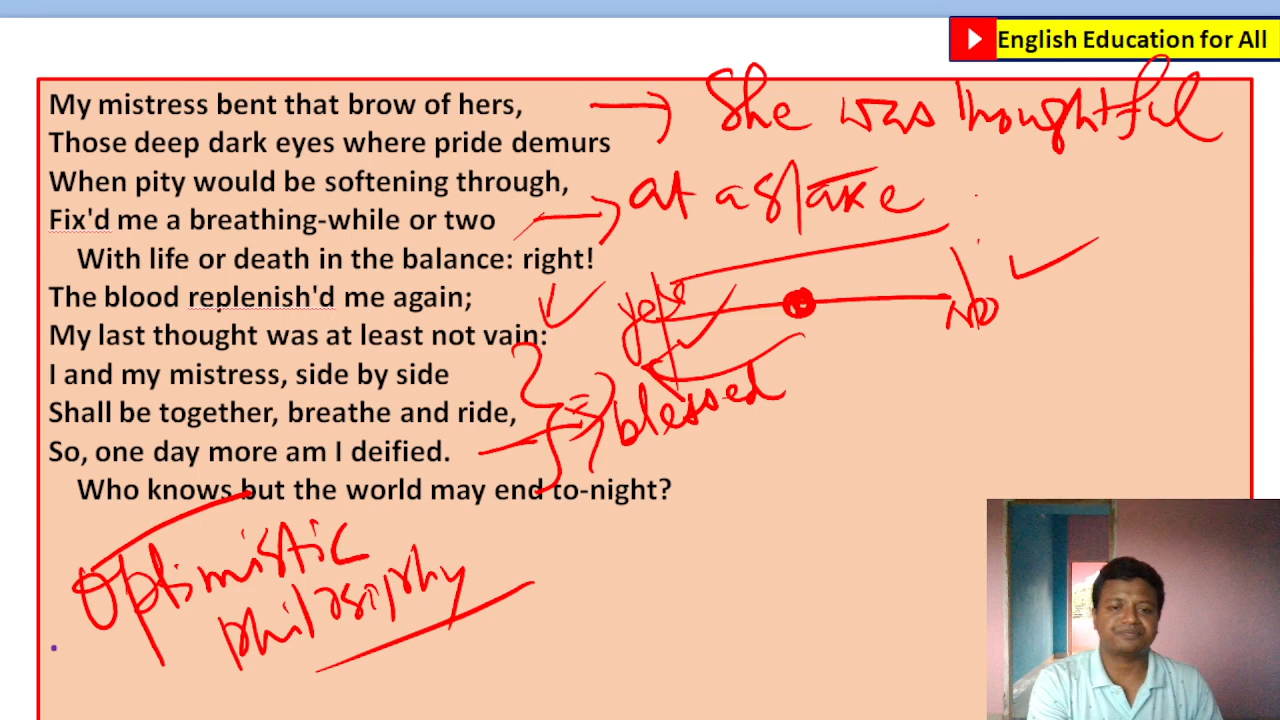 English Education for All
My mistress bent that brow of hers,
She was thoughtful
Those deep dark eyes where pride demurs
When pity would be softening through,
at a stake
Fix'd me a breathing-while or two
With life or death in the balance: right!
The blood replenish'd me again;
yes
No
My last thought was at least not vain:
I and my mistress, side by side
Shall be together, breathe and ride,
blessed
So, one day more am I deified.
Who knows but the world may end to-night?
Optimistic
philosophy